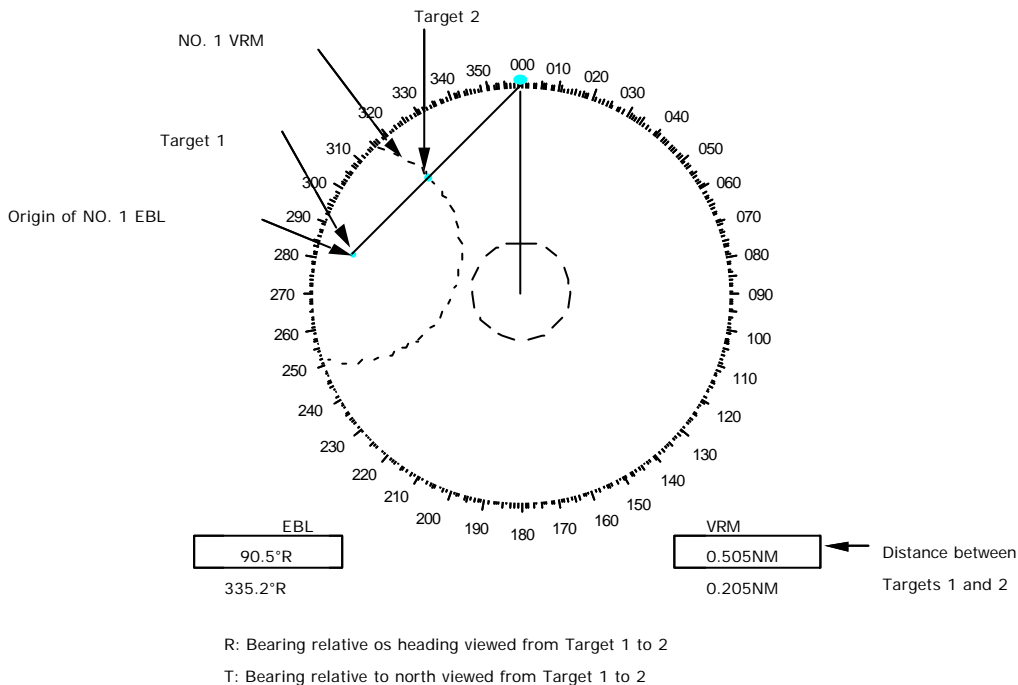 Target 2
NO. 1 VRM
Target 1
Origin of NO. 1 EBL
000
010
020
030
040
050
060
070
080
090
100
110
120
130
140
150
160
170
180
190
200
210
220
230
240
250
260
270
280
290
300
310
320
330
340
350
EBL
90.5°R
335.2°R
VRM
0.505NM
0.205NM
Distance between
Targets 1 and 2
R: Bearing relative os heading viewed from Target 1 to 2
T: Bearing relative to north viewed from Target 1 to 2